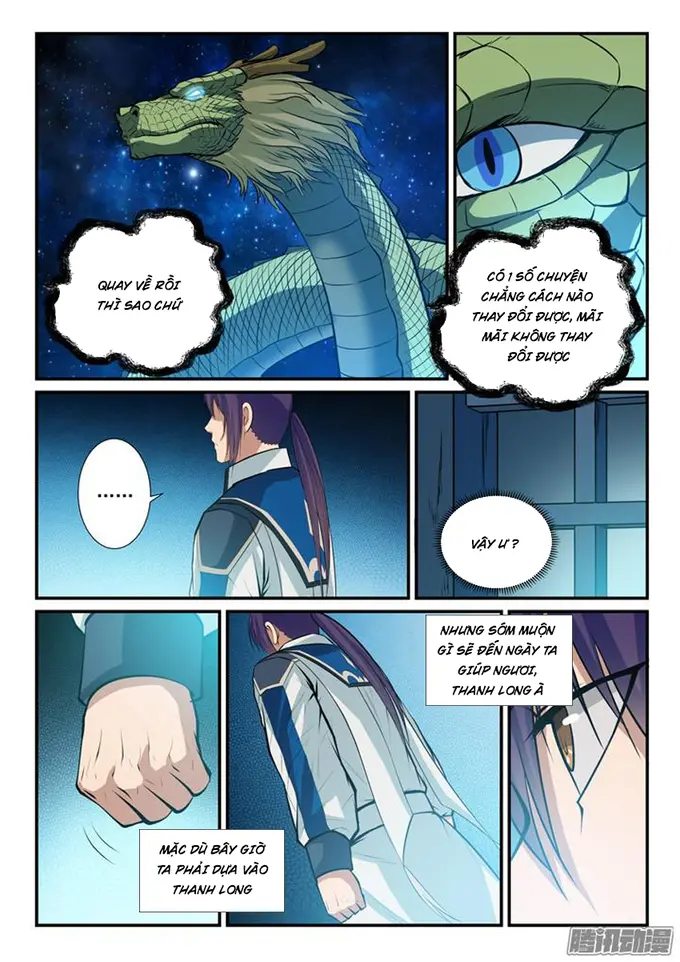 QUAY VỀ RỒI
THÌ SAO CHỨ
CÓ 1 SỐ CHUYỆN
CHẲNG CÁCH NÀO
THAY ĐỔI ĐƯỢC, MÃI
MÃI KHÔNG THAY
ĐỔI ĐƯỢC
......
VẬY Ư ?
NHƯNG SỚM MUỘN
GÌ SẼ ĐẾN NGÀY TA
GIÚP NGƯƠI,
THANH LONG À
MẶC DÙ BÂY GIỜ
TA PHẢI DỰA VÀO
THANH LONG
腾讯动漫